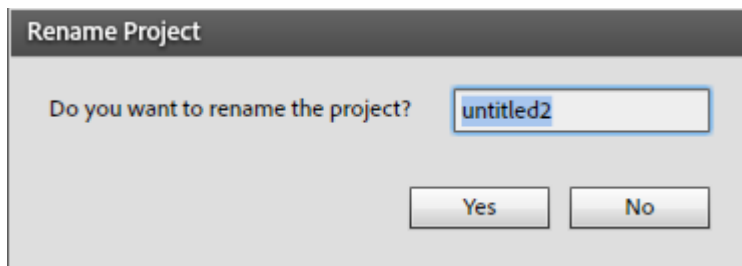 Rename Project
Do you want to rename the project? untitled2
Yes No